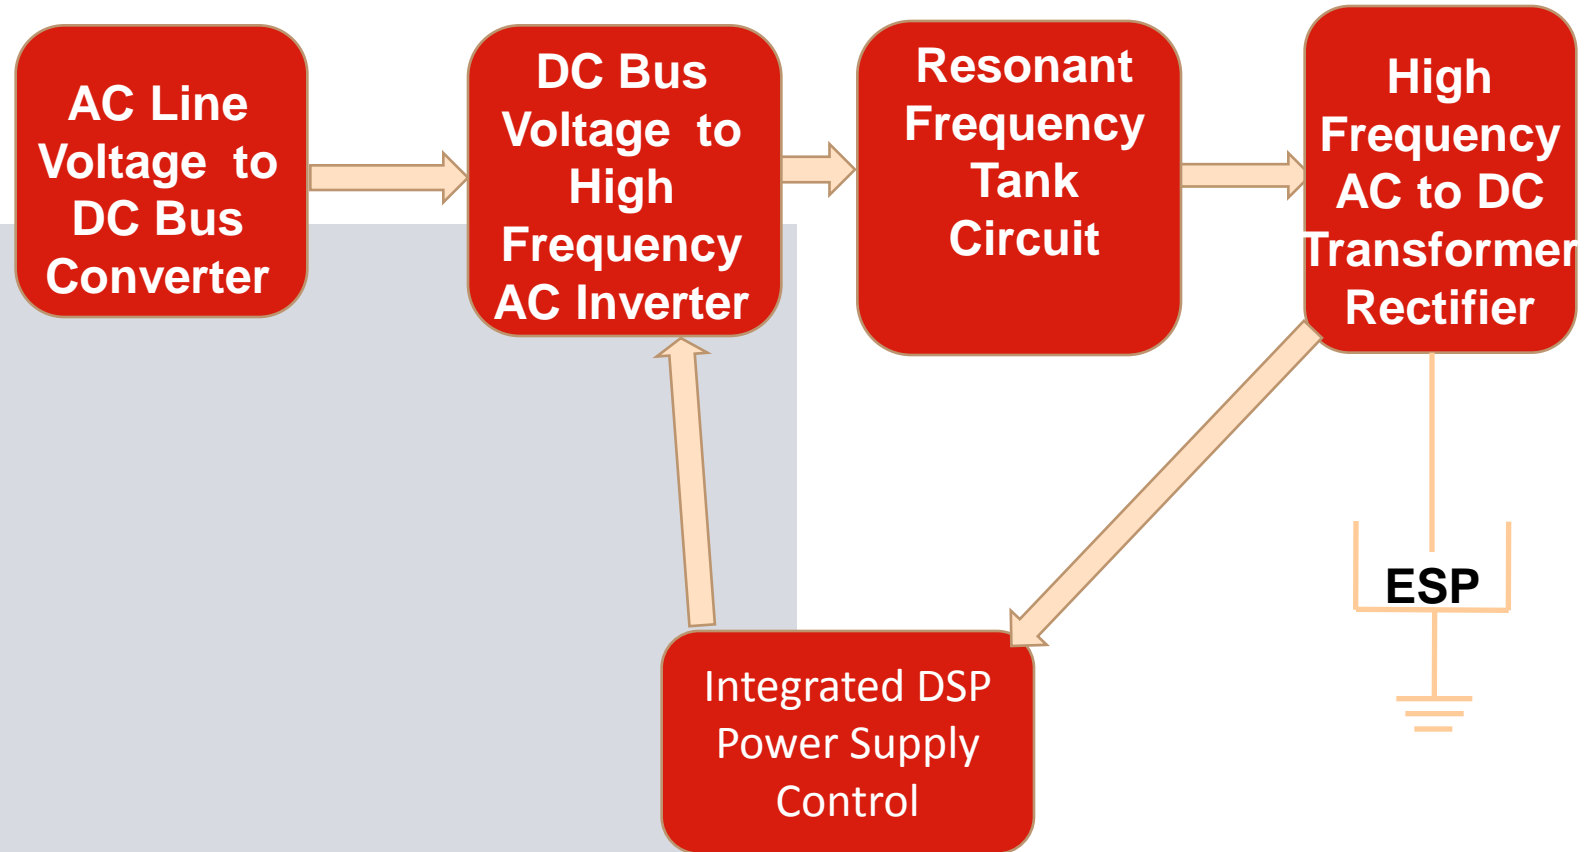 AC Line
Voltage to
DC Bus
Converter
DC Bus
Voltage to
High
Frequency
AC Inverter
Resonant
Frequency
Tank
Circuit
High
Frequency
AC to DC
Transformer
Rectifier
ESP
Integrated DSP
Power Supply
Control